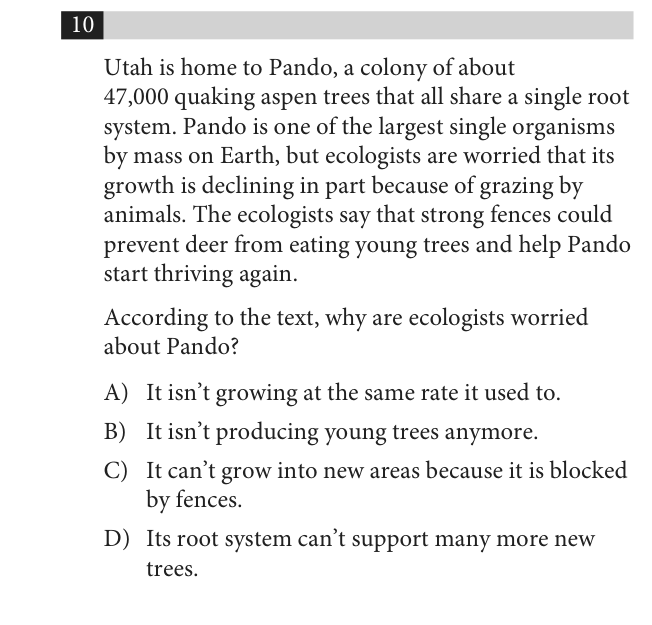 10
Utah is home to Pando, a colony of about
47,000 quaking aspen trees that all share a single root
system. Pando is one of the largest single organisms
by mass on Earth, but ecologists are worried that its
growth is declining in part because of grazing by
animals. The ecologists say that strong fences could
prevent deer from eating young trees and help Pando
start thriving again.
According to the text, why are ecologists worried
about Pando?
A) It isn’t growing at the same rate it used to.
B) It isn’t producing young trees anymore.
C) It can’t grow into new areas because it is blocked
by fences.
D) Its root system can’t support many more new
trees.